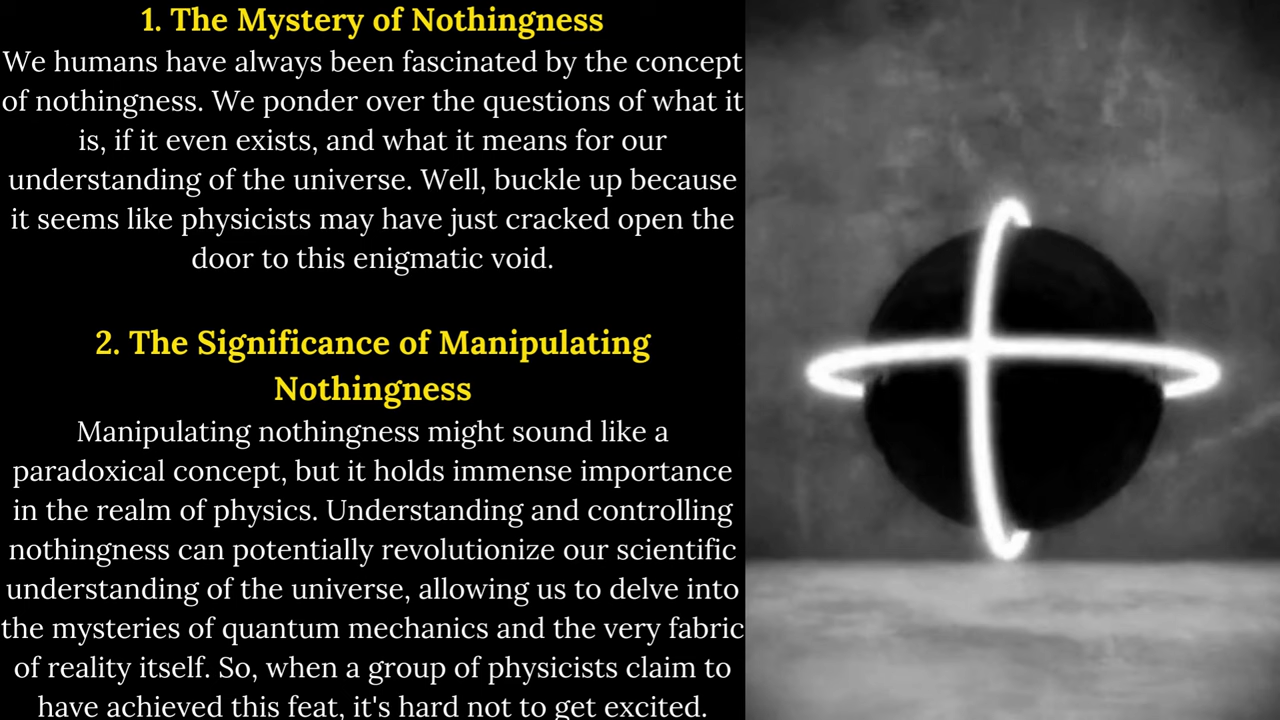 1. The Mystery of Nothingness
We humans have always been fascinated by the concept
of nothingness. We ponder over the questions of what it
is, if it even exists, and what it means for our
understanding of the universe. Well, buckle up because
it seems like physicists may have just cracked open the
door to this enigmatic void.
2. The Significance of Manipulating
Nothingness
Manipulating nothingness might sound like a
paradoxical concept, but it holds immense importance
in the realm of physics. Understanding and controlling
nothingness can potentially revolutionize our scientific
understanding of the universe, allowing us to delve into
the mysteries of quantum mechanics and the very fabric
of reality itself. So, when a group of physicists claim to
have achieved this feat, it's hard not to get excited.